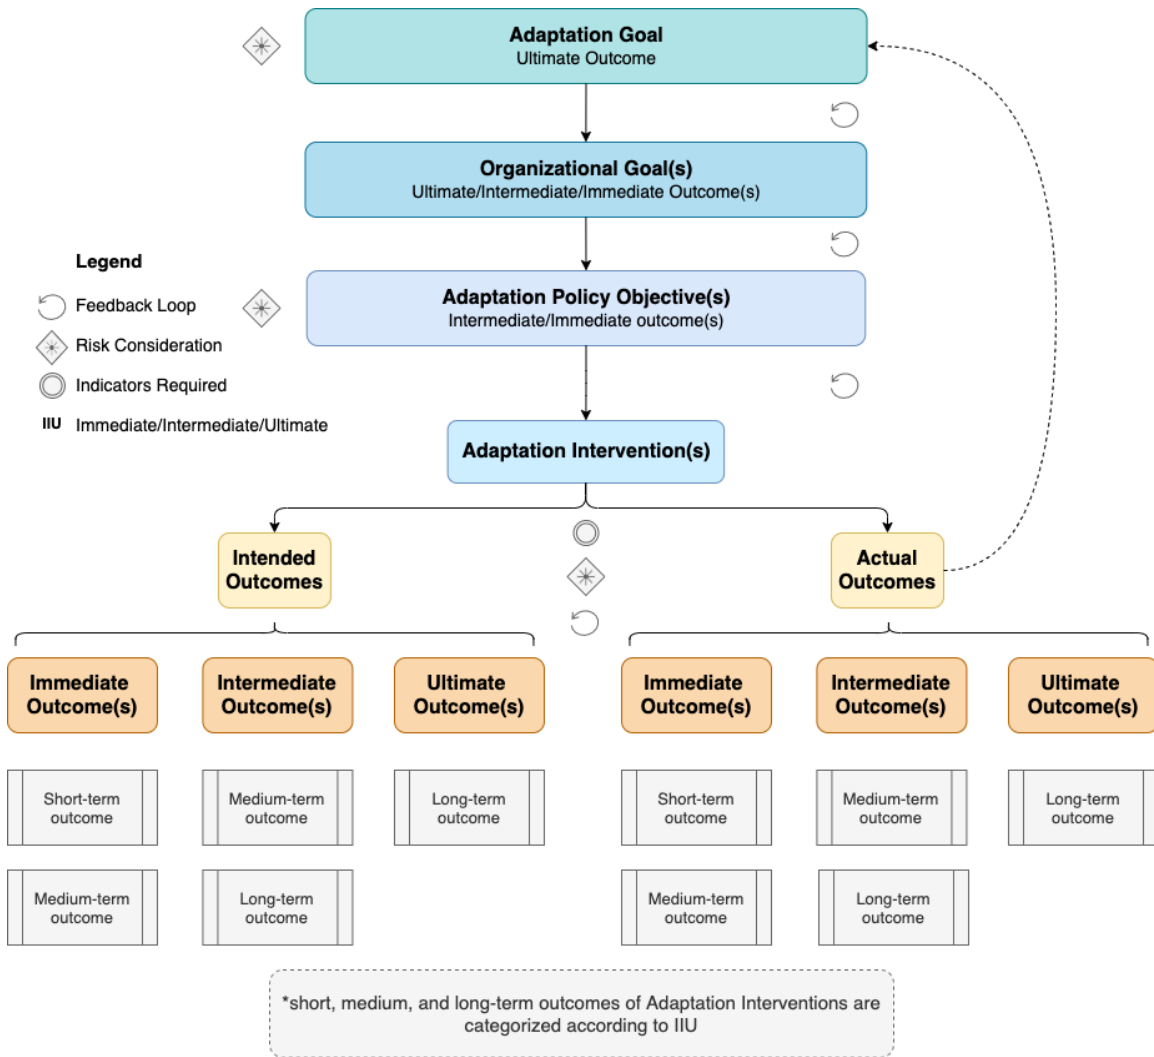 Adaptation Goal
Ultimate Outcome
Organizational Goal(s)
Ultimate/Intermediate/Immediate Outcome(s)
Legend
Feedback Loop
Risk Consideration
Indicators Required
IIU Immediate/Intermediate/Ultimate
Adaptation Policy Objective(s)
Intermediate/Immediate outcome(s)
Adaptation Intervention(s)
Intended
Outcomes
Actual
Outcomes
Immediate
Outcome(s)
Intermediate
Outcome(s)
Ultimate
Outcome(s)
Immediate
Outcome(s)
Intermediate
Outcome(s)
Ultimate
Outcome(s)
Short-term
outcome
Medium-term
outcome
Long-term
outcome
Short-term
outcome
Medium-term
outcome
Long-term
outcome
Medium-term
outcome
Long-term
outcome
Medium-term
outcome
Long-term
outcome
*short, medium, and long-term outcomes of Adaptation Interventions are
categorized according to IIU